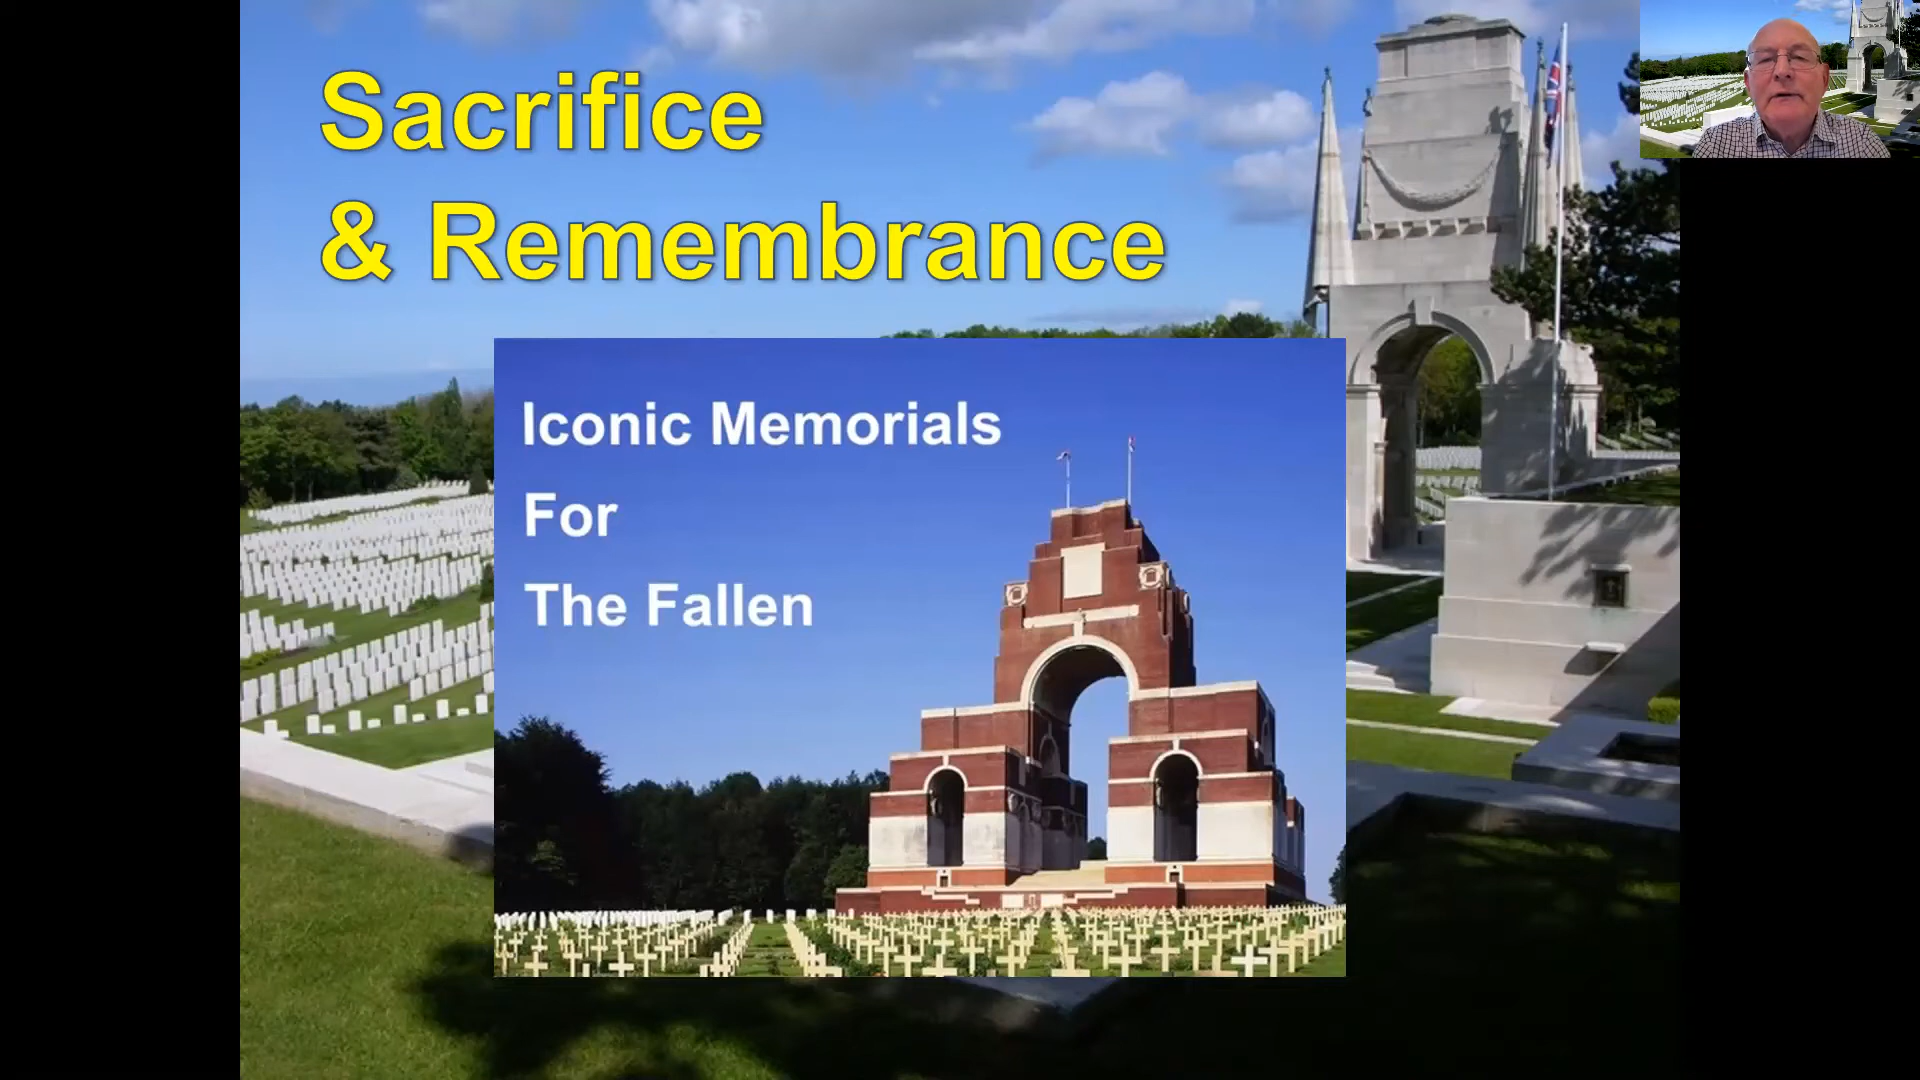 Sacrifice
& Remembrance
Iconic Memorials
For
The Fallen